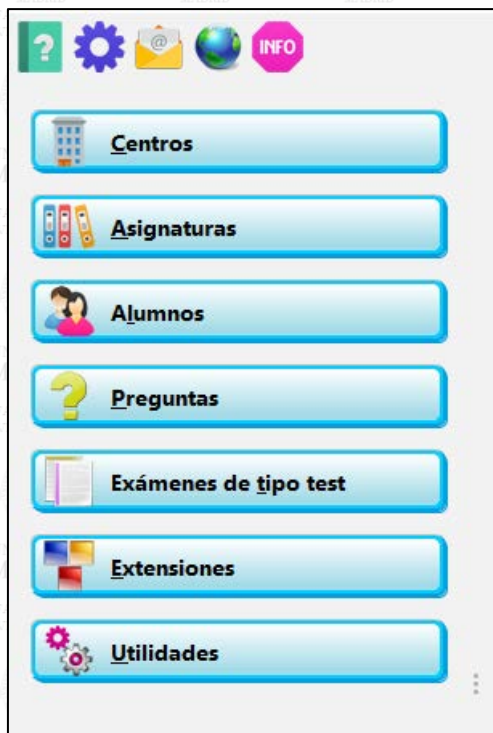 ?
@
INFO
Centros
Asignaturas
Alumnos
Preguntas
Exámenes de tipo test
Extensiones
Utilidades